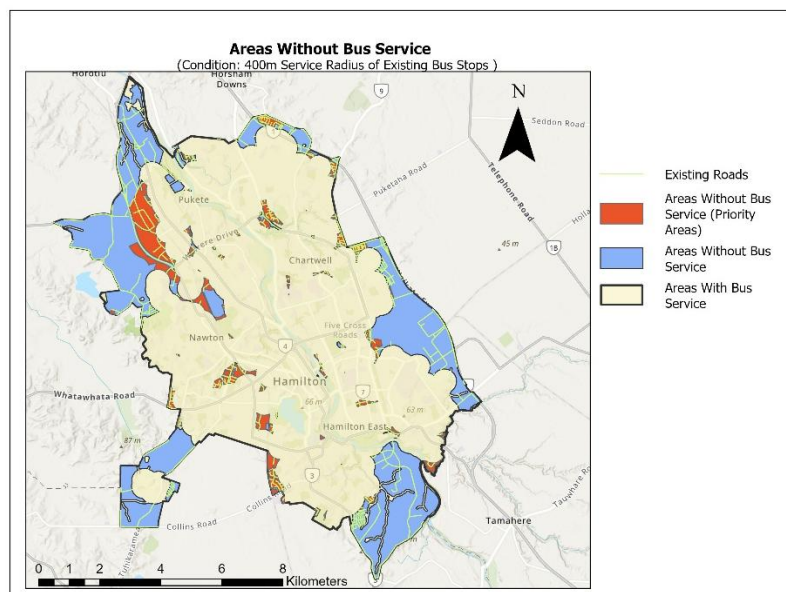 Areas Without Bus Service
(Condition: 400m Service Radius of Existing Bus Stops )
Horotiu
Horsham
Downs
9
N
Seddon Road
Puketaha Road
Telephone Road
Pukete
Chartwell
1B
45 m
Existing Roads
Areas Without Bus
Service (Priority
Areas)
Areas Without Bus
Service
Areas With Bus
Service
Five Cross
Roads
Nawton
4
Hamilton
Whatawhata Road
66 m
7
63 m
Hamilton East
87 m
3
Collins Road
Tamahere
0 1 2 4 6 8
Kilometers